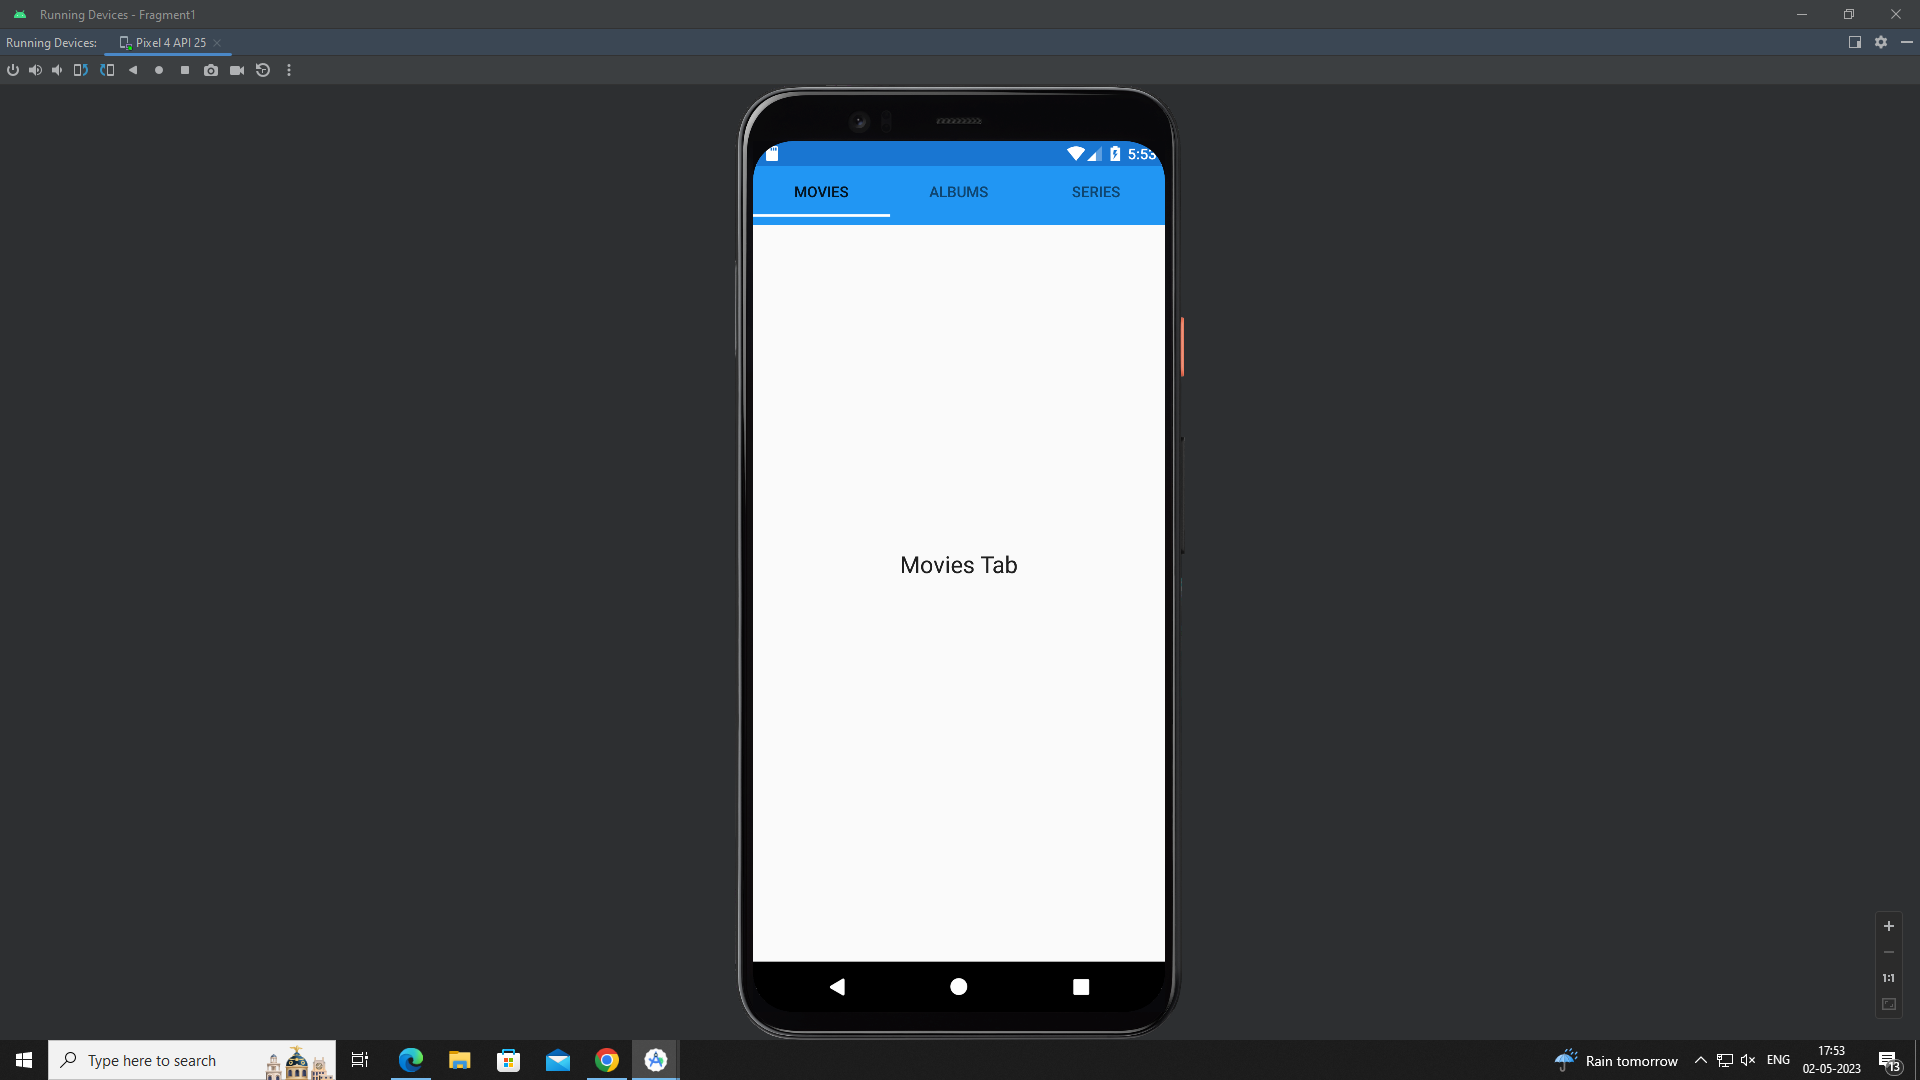 Running Devices - Fragment1
Running Devices: Pixel 4 API 25
5:53
MOVIES ALBUMS SERIES
Movies Tab
1:1
Type here to search
Rain tomorrow
ENG
17:53
02-05-2023
13